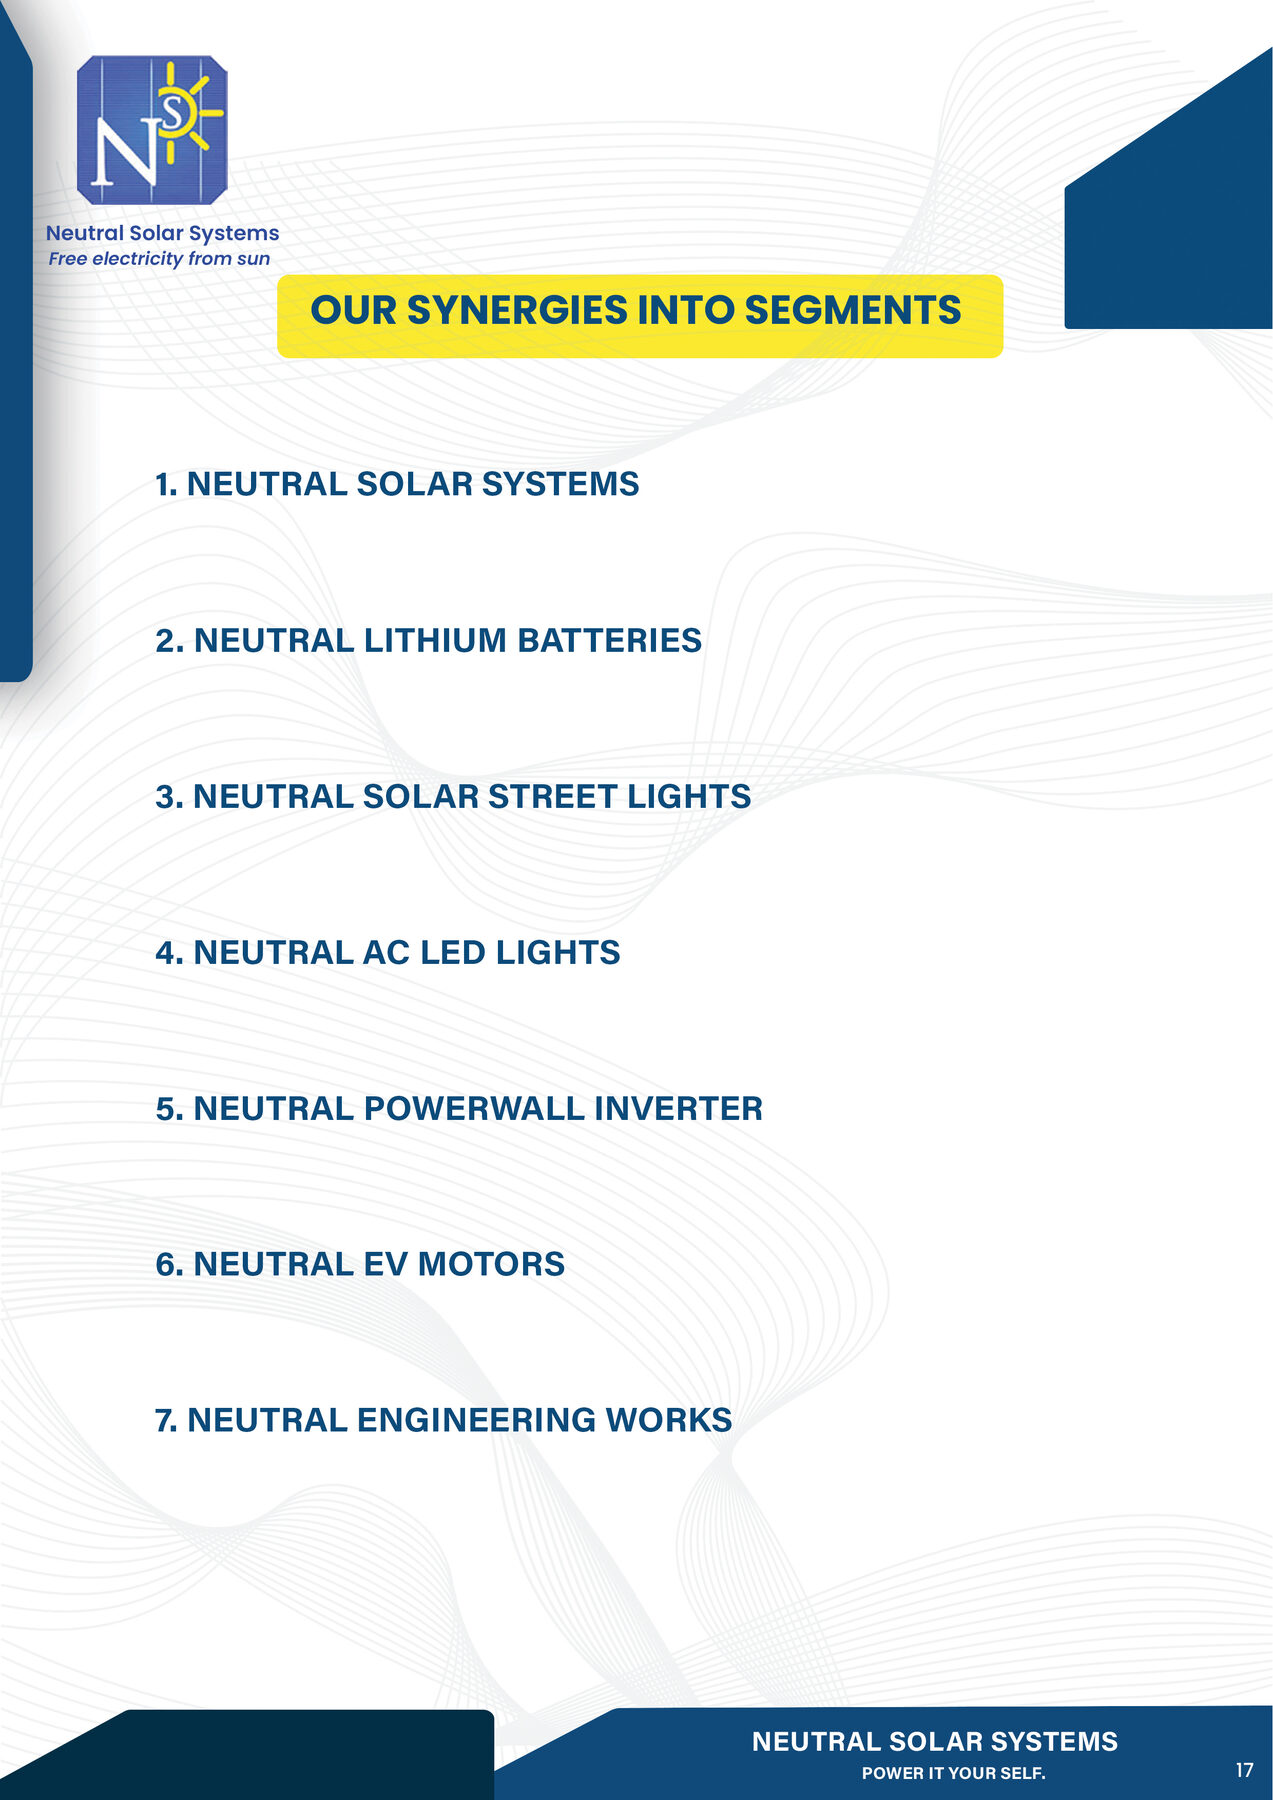 NS
Neutral Solar Systems
Free electricity from sun
OUR SYNERGIES INTO SEGMENTS
1. NEUTRAL SOLAR SYSTEMS
2. NEUTRAL LITHIUM BATTERIES
3. NEUTRAL SOLAR STREET LIGHTS
4. NEUTRAL AC LED LIGHTS
5. NEUTRAL POWERWALL INVERTER
6. NEUTRAL EV MOTORS
7. NEUTRAL ENGINEERING WORKS
NEUTRAL SOLAR SYSTEMS
POWER IT YOUR SELF.
17